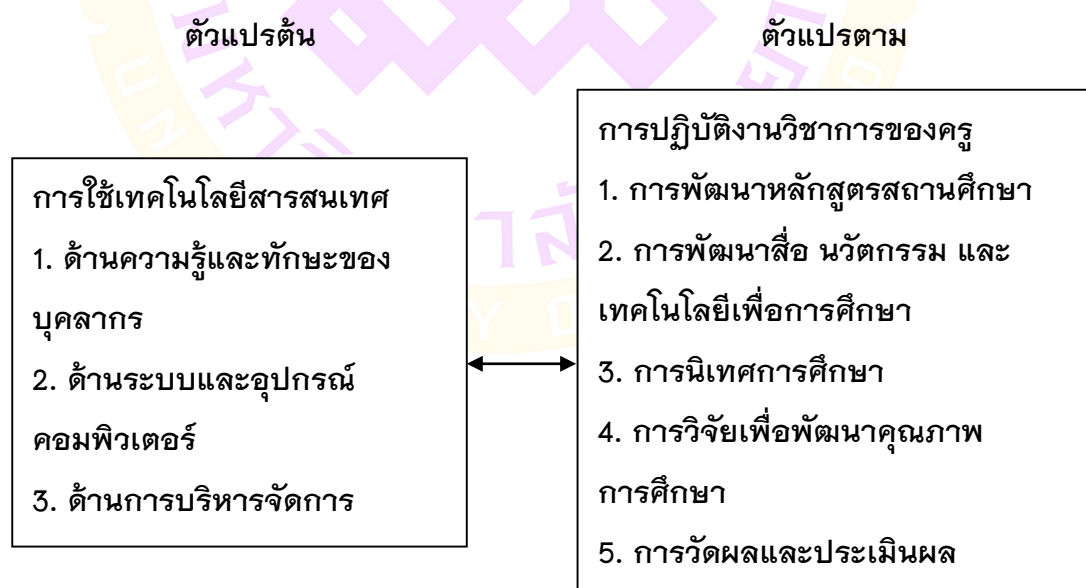 ตัวแปรต้น
ตัวแปรตาม
การใช้เทคโนโลยีสารสนเทศ
1. ด้านความรู้และทักษะของ
บุคลากร
2. ด้านระบบและอุปกรณ์
คอมพิวเตอร์
3. ด้านการบริหารจัดการ
การปฏิบัติงานวิชาการของครู
1. การพัฒนาหลักสูตรสถานศึกษา
2. การพัฒนาสื่อ นวัตกรรม และ
เทคโนโลยีเพื่อการศึกษา
3. การนิเทศการศึกษา
4. การวิจัยเพื่อพัฒนาคุณภาพ
การศึกษา
5. การวัดผลและประเมินผล